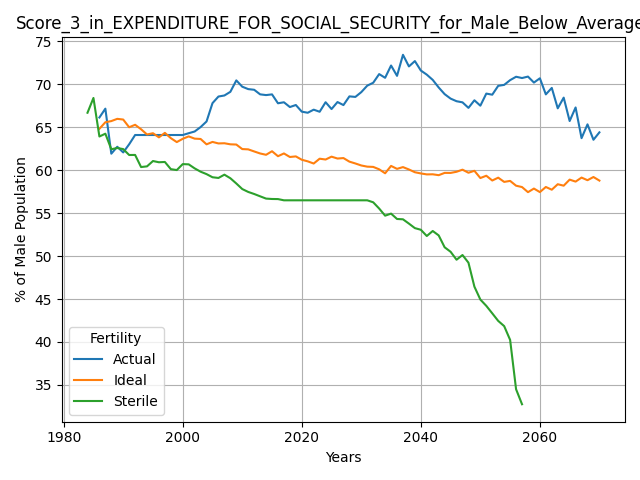 Score_3_in_EXPENDITURE_FOR_SOCIAL_SECURITY_for_Male_Below_Average
75
70
65
60
55
50
45
40
35
% of Male Population
Fertility
Actual
Ideal
Sterile
1980 2000 2020 2040 2060
Years